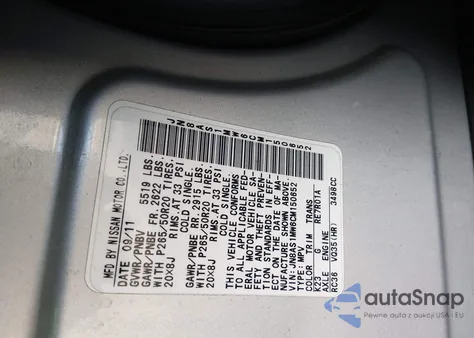 MFD BY NISSAN MOTOR CO.,LTD.
DATE: 09/11
GVWR/PNBV: 5519 LBS.
GAWR/PNBE FR. 2622 LBS.
WITH P265/50R20 TIRES,
20X8J RIMS,AT 33 PSI
COLD SINGLE.
GAWR/PNBE RR. 2915 LBS.
WITH P265/50R20 TIRES,
20X8J RIMS,AT 33 PSI
COLD SINGLE.
THIS VEHICLE CONFORMS
TO ALL APPLICABLE FED-
ERAL MOTOR VEHICLE SA-
FETY AND THEFT PREVEN-
TION STANDARDS IN EFF-
ECT ON THE DATE OF MA-
NUFACTURE SHOWN ABOVE
VIN: JN8AS1MW6CM150652
TYPE: MPV
COLOR TRIM TRANS
K23 G RE7R01A
AXLE ENGINE
RC36 VQ35(HR) 3498CC
JN8AS1MW6CM150652
autoSnap
Pewne auta z aukcji USA i EU